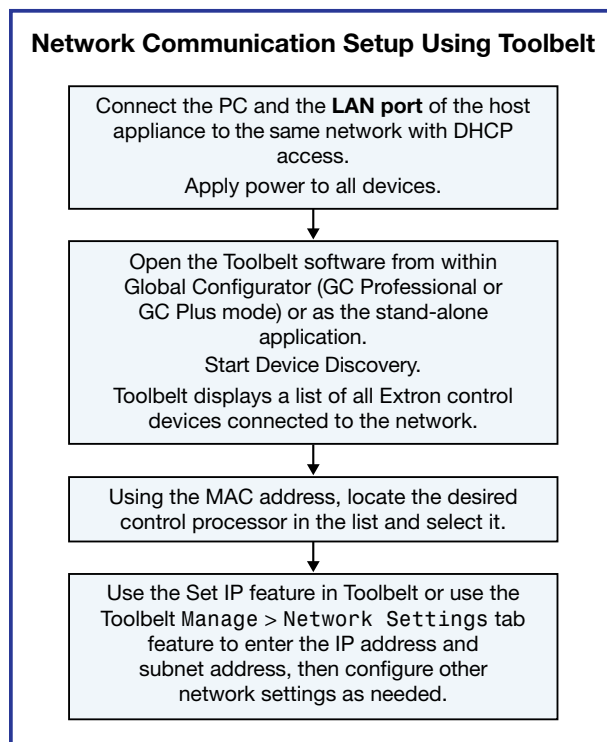 Network Communication Setup Using Toolbelt
Connect the PC and the LAN port of the host
appliance to the same network with DHCP
access.
Apply power to all devices.
Open the Toolbelt software from within
Global Configurator (GC Professional or
GC Plus mode) or as the stand-alone
application.
Start Device Discovery.
Toolbelt displays a list of all Extron control
devices connected to the network.
Using the MAC address, locate the desired
control processor in the list and select it.
Use the Set IP feature in Toolbelt or use the
Toolbelt Manage > Network Settings tab
feature to enter the IP address and
subnet address, then configure other
network settings as needed.